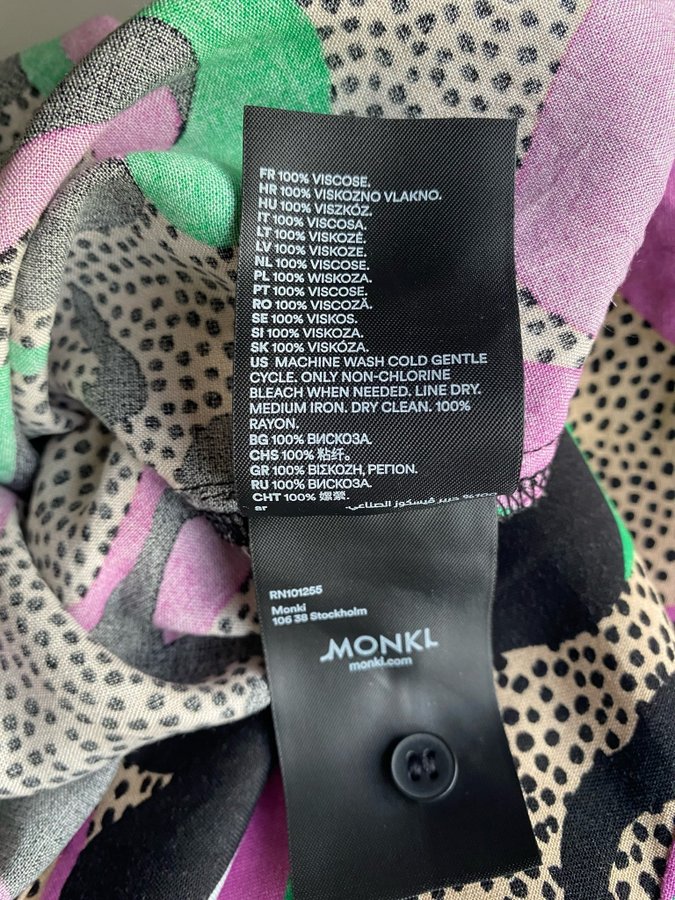 FR 100% VISCOSE.
HR 100% VISKOZNO VLAKNO.
HU 100% VISZKÓZ.
IT 100% VISCOSA.
LT 100% VISKOZĖ.
LV 100% VISKOZE.
NL 100% VISCOSE.
PL 100% WISKOZA.
PT 100% VISCOSE.
RO 100% VISCOZĂ.
SE 100% VISKOS.
SI 100% VISKOZA.
SK 100% VISKÓZA.
US MACHINE WASH COLD GENTLE
CYCLE. ONLY NON-CHLORINE
BLEACH WHEN NEEDED. LINE DRY.
MEDIUM IRON. DRY CLEAN. 100%
RAYON.
BG 100% ВИСКОЗА.
CHS 100% 粘纤。
GR 100% ΒΙΣΚΟΖΗ, ΡΕΓΙΟΝ.
RU 100% ВИСКОЗА.
CHT 100% 嫘縈.
حرير فيسكوز الصناعي.
RN101255
Monki
106 38 Stockholm
MONKI
monki.com